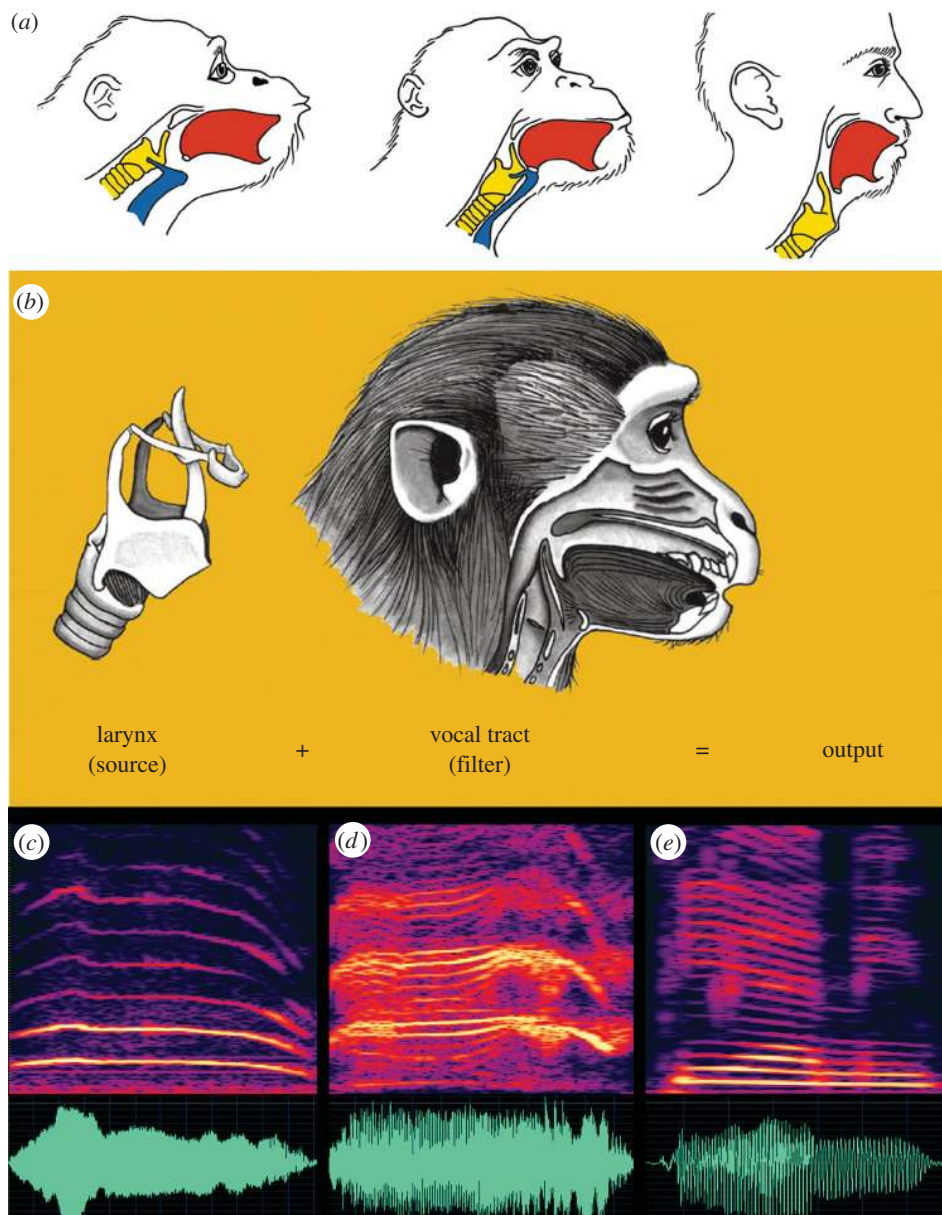 (a)
(b)
larynx
(source)
+
vocal tract
(filter)
=
output
(c)
(d)
(e)